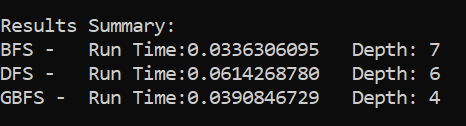 Results Summary:
BFS -   Run Time:0.0336306095   Depth: 7
DFS -   Run Time:0.0614268780   Depth: 6
GBFS -  Run Time:0.0390846729   Depth: 4